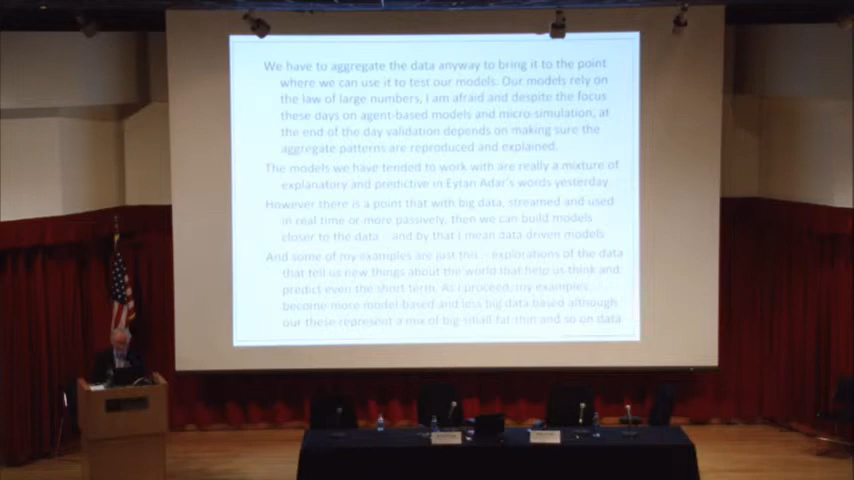 We have to aggregate the data anyway to bring it to the point
where we can use it to test our models. Our models rely on
the law of large numbers, I am afraid and despite the focus
these days on agent-based models and micro-simulation, at
the end of the day validation depends on making sure the
aggregate patterns are reproduced and explained.
The models we have tended to work with are really a mixture of
explanatory and predictive in Eytan Adar's words yesterday
However there is a point that with big data, streamed and used
in real time or more passively, then we can build models
closer to the data – and by that I mean data driven models
And some of my examples are just this – explorations of the data
that tell us new things about the world that help us think and
predict even the short term. As I proceed, my examples
become more model-based and less big data based although
our these represent a mix of big small fat thin and so on data